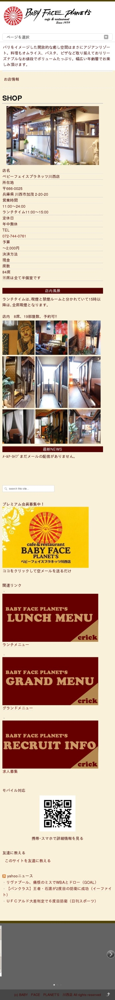 BABY FACE Planet's
cafe & restaurant
Since 1979
ページを選択
バリをイメージした開放的な癒し空間はまさにアジアンリゾー
ト。料理もオムライス、パスタ、ピザなど取り揃えておりリー
ズナブルなお値段でボリュームたっぷり。幅広い年齢層でお楽
しみ頂けます。
お店情報
SHOP
店名
ベビーフェイスプラネッツ川西店
所在地
〒666-0025
兵庫県 川西市加茂 2-20-20
営業時間
11:00〜24:00
ランチタイム11:00〜15:00
定休日
年中無休
TEL
072-744-0761
予算
〜2,000円
決済方法
現金
席数
84席
※席は全て半個室です
店内風景
ランチタイムは､喫煙と禁煙ルームと分かれていて15時以
降は､全席喫煙となります。
店内　8席、19部屋数、予約可!!
最新NEWS
ﾒｰﾙｱｰｶｲﾌﾞまだメールの配信がありません。
search this site...
プレミアム会員募集中！
cafe&restaurant
BABY FACE
PLANET'S
ベビーフェイスプラネッツ川西店
ココをクリックして空メールを送るだけ
関連リンク
BABY FACE PLANET'S
LUNCH MENU
crick
ランチメニュー
BABY FACE PLANET'S
GRAND MENU
crick
グランドメニュー
BABY FACE PLANET'S
RECRUIT INFO
crick
求人募集
モバイル対応
携帯･スマホで詳細情報を見る
友達に教える
このサイトを友達に教える
yahooニュース
リヴァプール、痛恨のミスでWBAとドロー（GOAL）
【パンクラス】王者・石渡が2度目の防衛に成功（イーファイ
ト）
ＵＦＣアルド大差判定で６度目防衛（日刊スポーツ）
(c) BABY　FACE　PLANET'S　川西店 All rights reserved